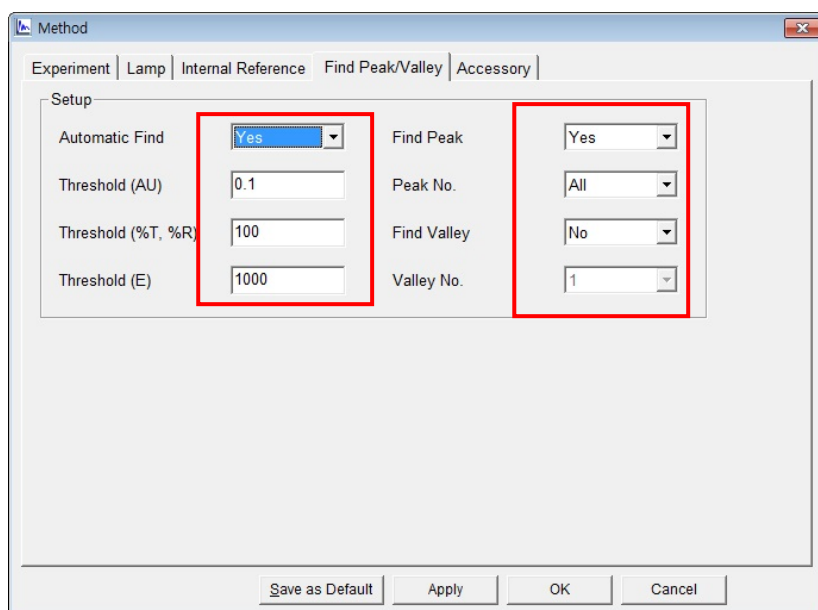 Method
Experiment Lamp Internal Reference Find Peak/Valley Accessory
Setup
Automatic Find Yes Find Peak Yes
Threshold (AU) 0.1 Peak No. All
Threshold (%T, %R) 100 Find Valley No
Threshold (E) 1000 Valley No. 1
Save as Default Apply OK Cancel